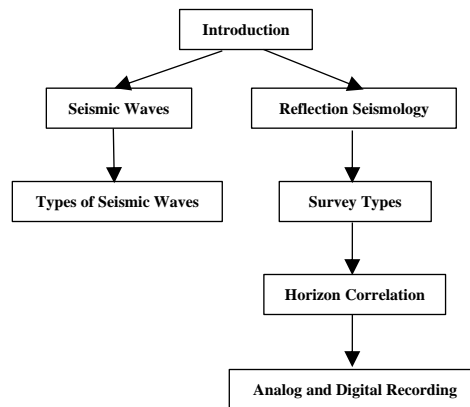 Introduction
Seismic Waves
Reflection Seismology
Types of Seismic Waves
Survey Types
Horizon Correlation
Analog and Digital Recording